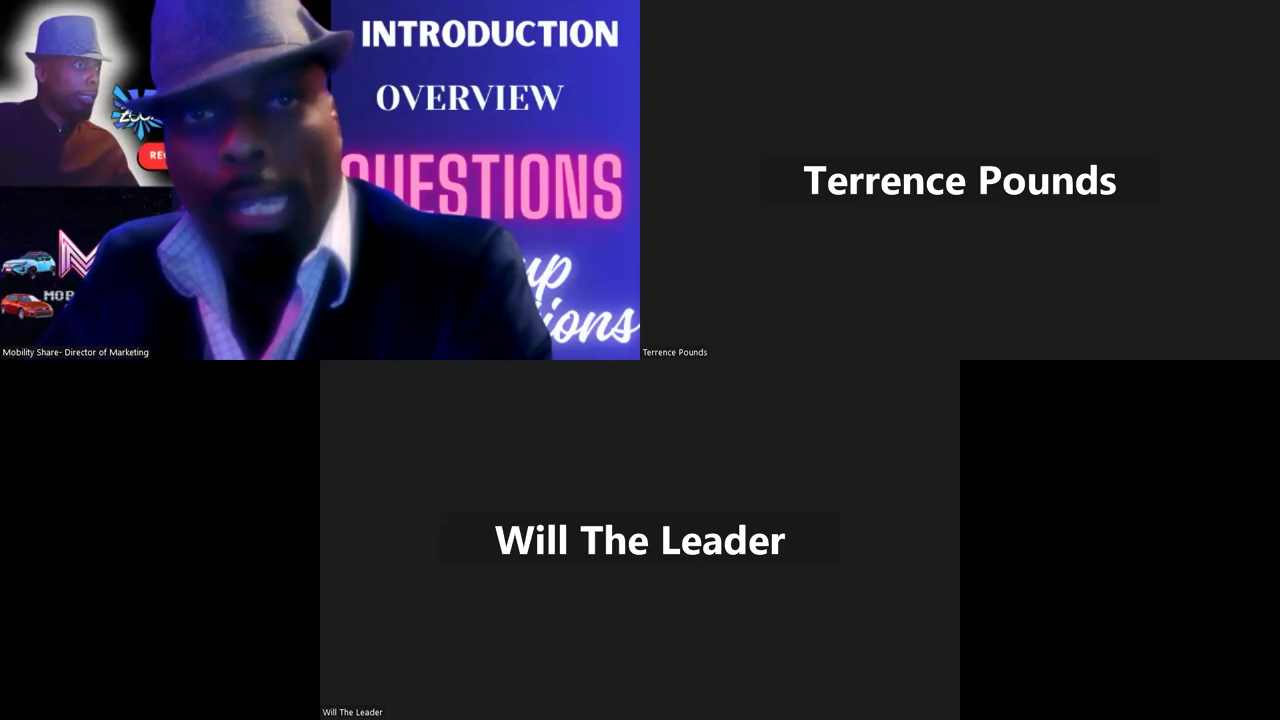 INTRODUCTION
OVERVIEW
QUESTIONS
Mobility Share- Director of Marketing
Terrence Pounds
Terrence Pounds
Will The Leader
Will The Leader